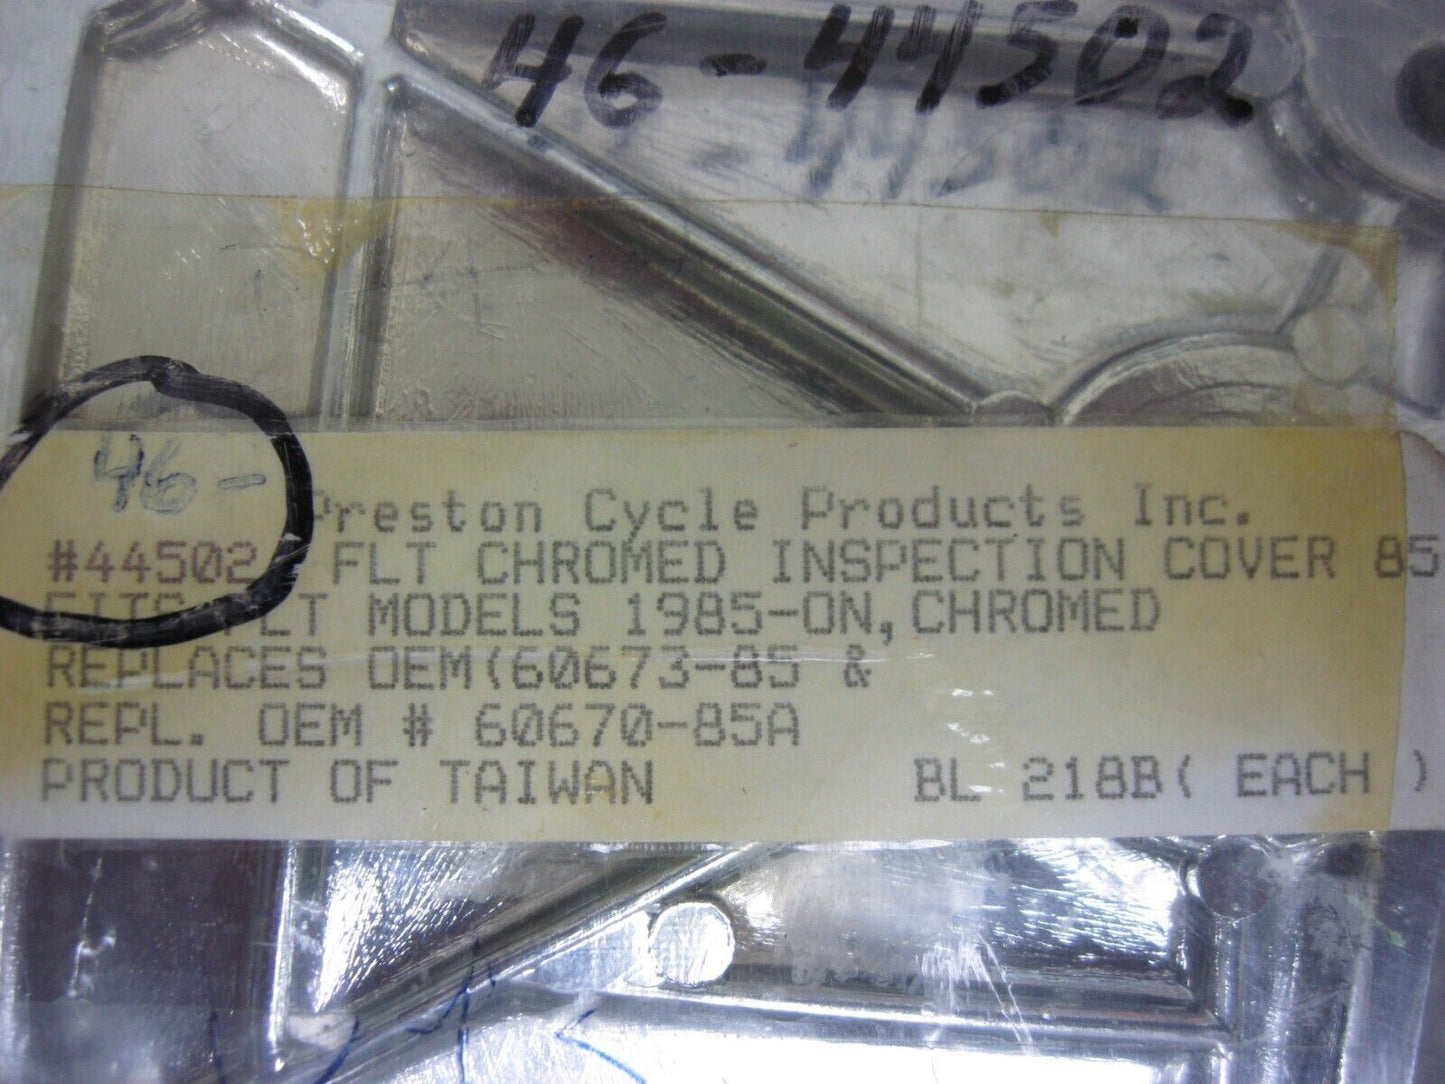 46-44502
46-
Preston Cycle Products Inc.
#44502 FLT CHROMED INSPECTION COVER 85
FITS FLT MODELS 1985-ON, CHROMED
REPLACES OEM(60673-85 &
REPL. OEM # 60670-85A
PRODUCT OF TAIWAN BL 218B( EACH )